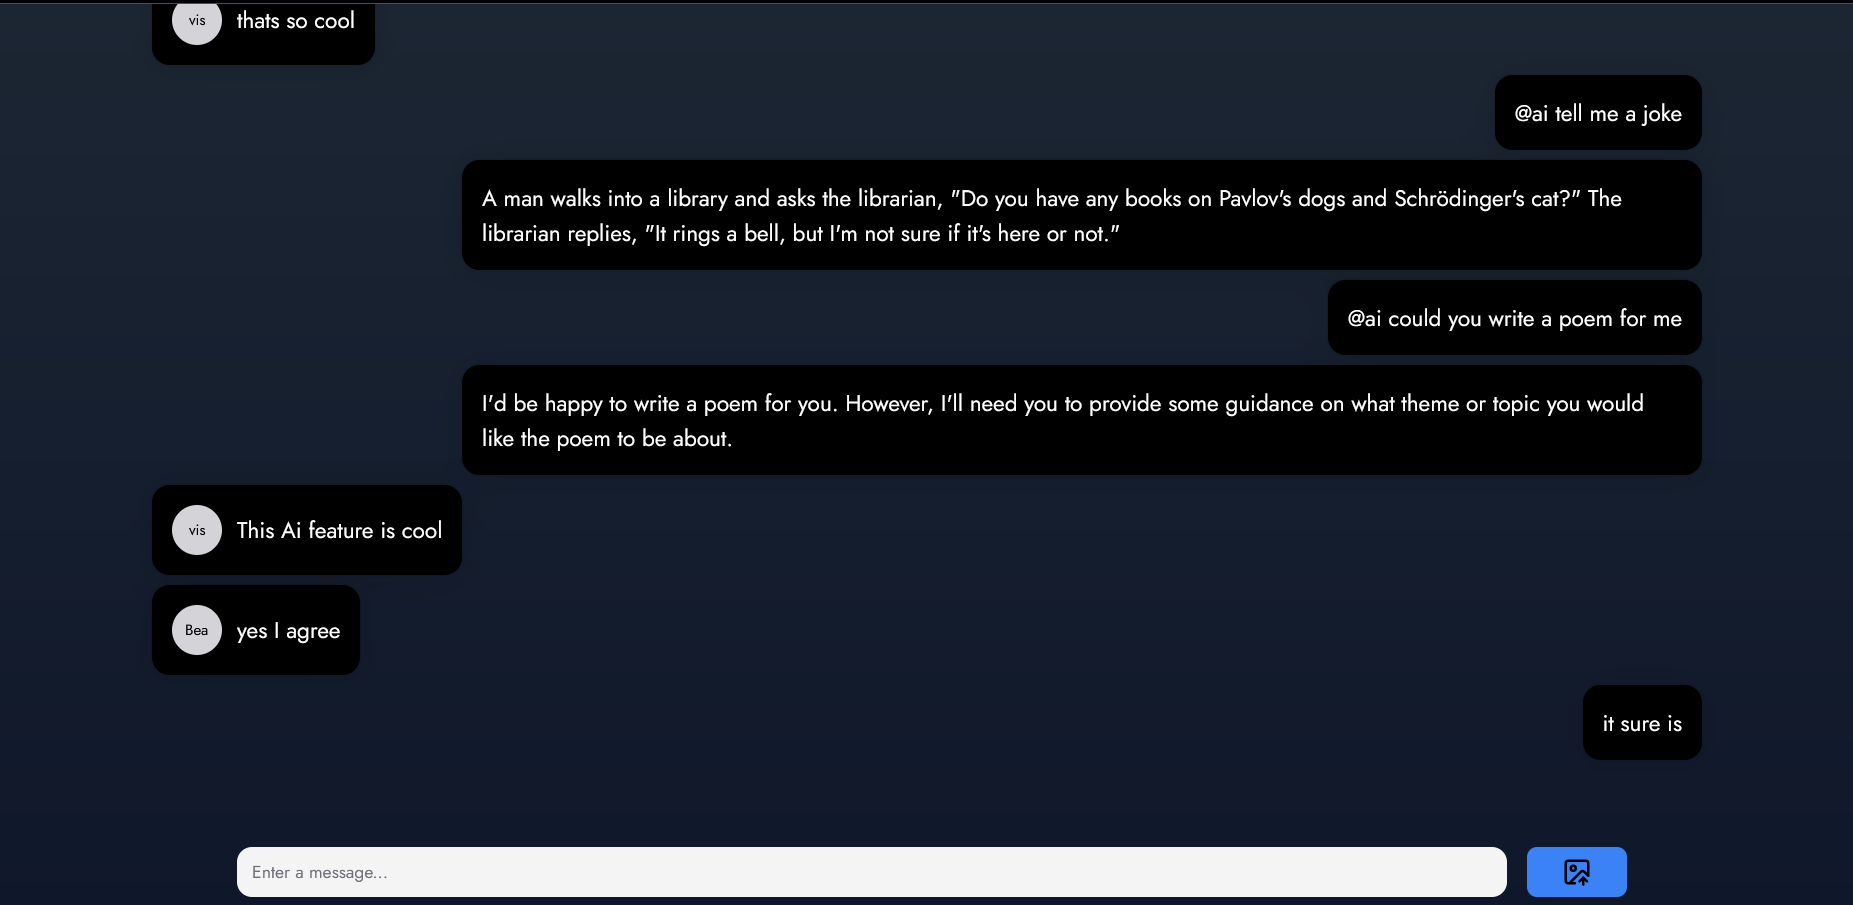 vis
thats so cool
@ai tell me a joke
A man walks into a library and asks the librarian, "Do you have any books on Pavlov's dogs and Schrödinger's cat?" The
librarian replies, "It rings a bell, but I'm not sure if it's here or not."
@ai could you write a poem for me
I'd be happy to write a poem for you. However, I'll need you to provide some guidance on what theme or topic you would
like the poem to be about.
vis
This Ai feature is cool
Bea
yes I agree
it sure is
Enter a message...